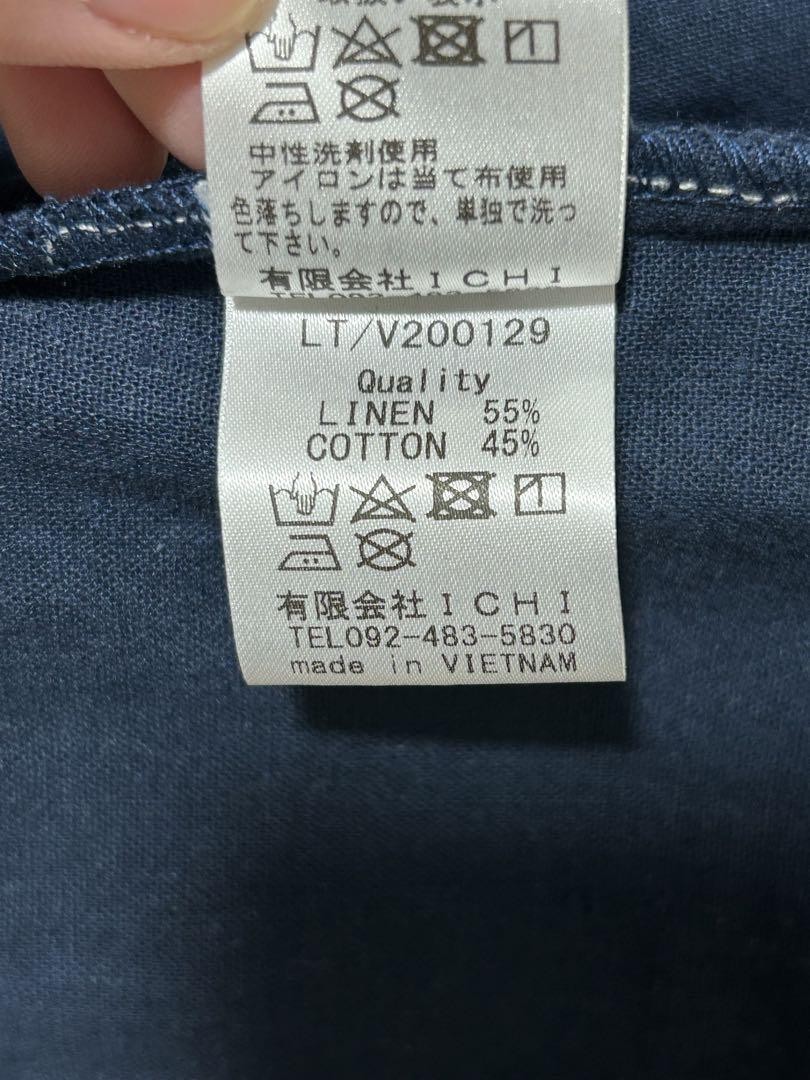 中性洗剤使用
アイロンは当て布使用
色落ちしますので、単独で洗っ
て下さい。
有限会社ICHI
LT/V200129
Quality
LINEN 55%
COTTON 45%
有限会社ICHI
TEL092-483-5830
made in VIETNAM